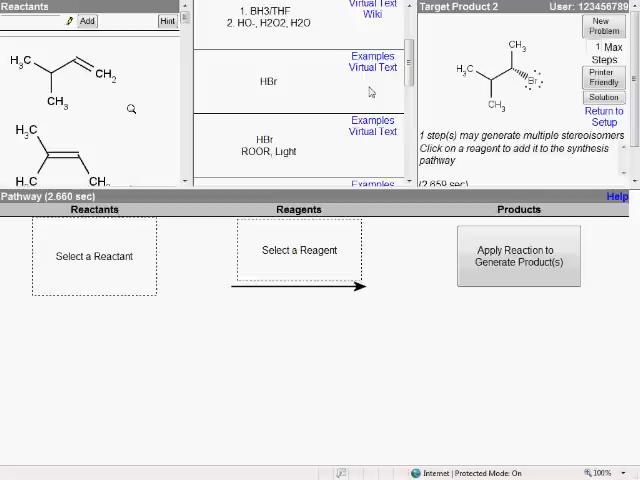 Reactants
Add
Hint
H3C
CH2
CH3
H3C
H3C
CH3
1. BH3/THF
2. HO-, H2O2, H2O
Virtual Text
Wiki
HBr
Examples
Virtual Text
HBr
ROOR, Light
Examples
Virtual Text
Examples
Target Product 2
User: 123456789
CH3
H3C
Br
CH3
New
Problem
1 Max
Steps:
Printer
Friendly
Solution
Return to
Setup
1 step(s) may generate multiple stereoisomers
Click on a reagent to add it to the synthesis
pathway
(2.659 sec)
Pathway (2.660 sec)
Help
Reactants
Reagents
Products
Select a Reactant
Select a Reagent
Apply Reaction to
Generate Product(s)
Internet | Protected Mode: On
100%